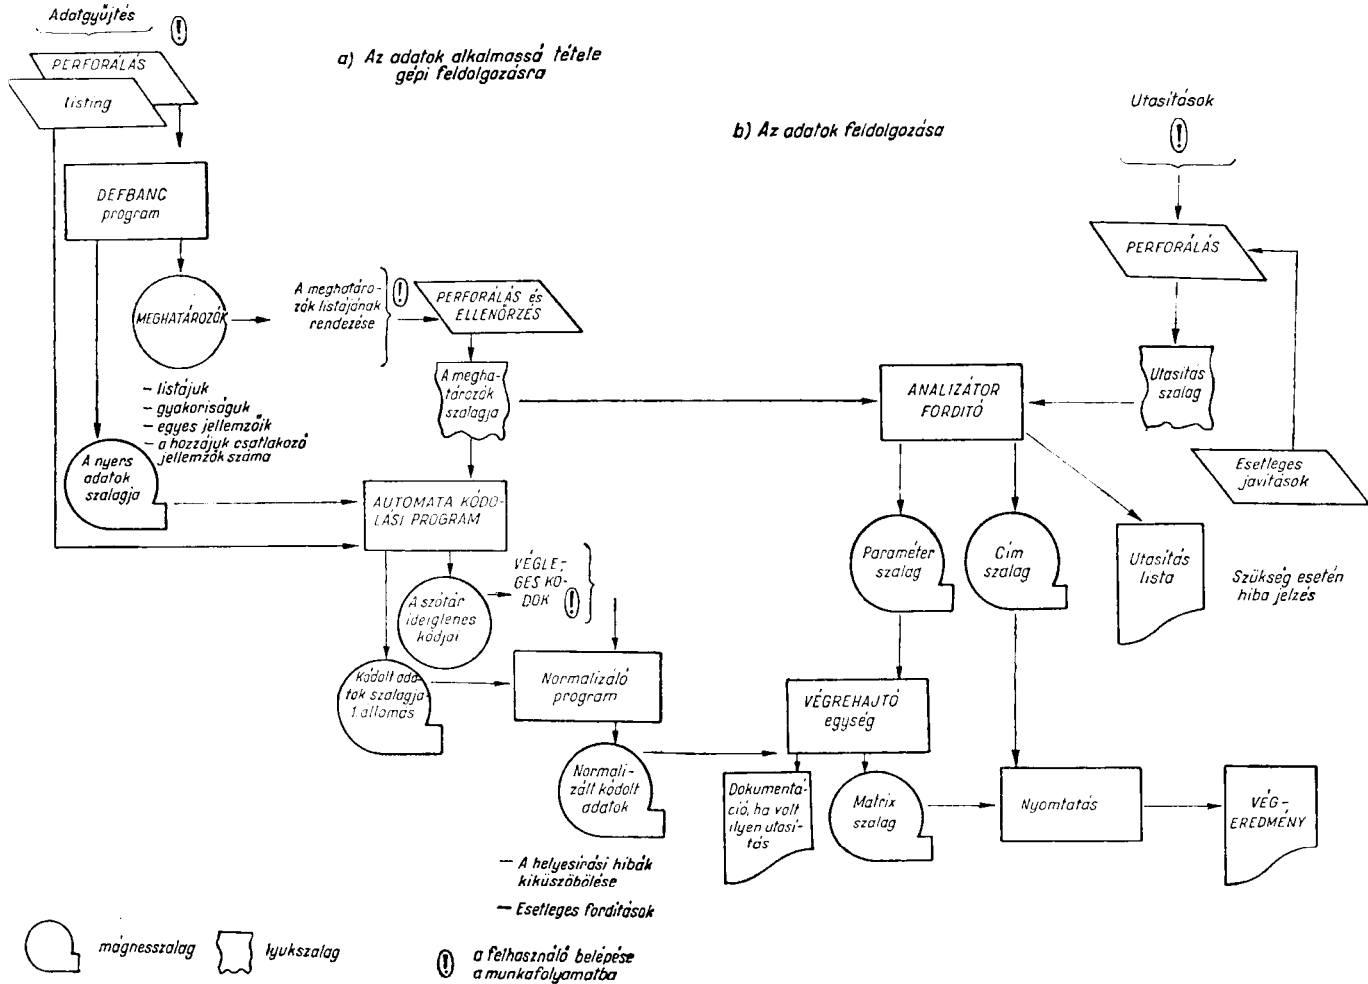 Adatgyűjtés
!
PERFORÁLÁS
listing
a) Az adatok alkalmassá tétele
gépi feldolgozásra
b) Az adatok feldolgozása
Utasítások
!
DEFBANC
program
PERFORÁLÁS
MEGHATÁROZÓK
A meghatáro-
zók listájának
rendezése
!
PERFORÁLÁS és
ELLENŐRZÉS
– listájuk
– gyakoriságuk
– egyes jellemzőik
– a hozzájuk csatlakozó
jellemzők száma
A megha-
tározók
szalagja
ANALIZÁTOR
FORDITÓ
Utasítás
szalag
A nyers
adatok
szalagja
Esetleges
javítások
AUTOMATA KÓDO-
LÁSI PROGRAM
Paraméter
szalag
Cím
szalag
Utasítás
lista
Szükség esetén
hiba jelzés
A szótár
ideiglenes
kódjai
VÉGLE-
GES KÓ-
DOK
!
Kódolt ada-
tok szalagja
1. állomás
Normalizáló
program
VÉGREHAJTÓ
egység
Normali-
zált kódolt
adatok
Dokumentá-
ció, ha volt
ilyen utasí-
tás
Matrix
szalag
Nyomtatás
VÉG-
EREDMÉNY
– A helyesírási hibák
kiküszöbölése
– Esetleges fordítások
mágnesszalag
lyukszalag
!
a felhasználó belépése
a munkafolyamatba